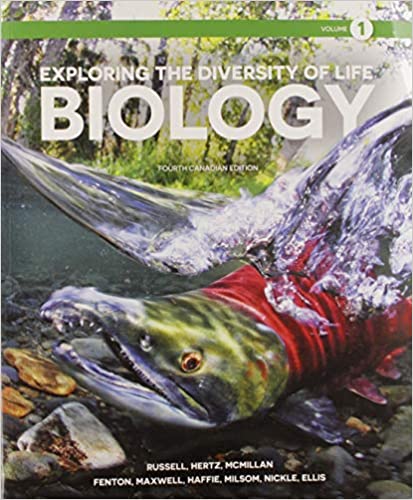 VOLUME 1
EXPLORING THE DIVERSITY OF LIFE
BIOLOGY
FOURTH CANADIAN EDITION
RUSSELL, HERTZ, MCMILLAN
FENTON, MAXWELL, HAFFIE, MILSOM, NICKLE, ELLIS